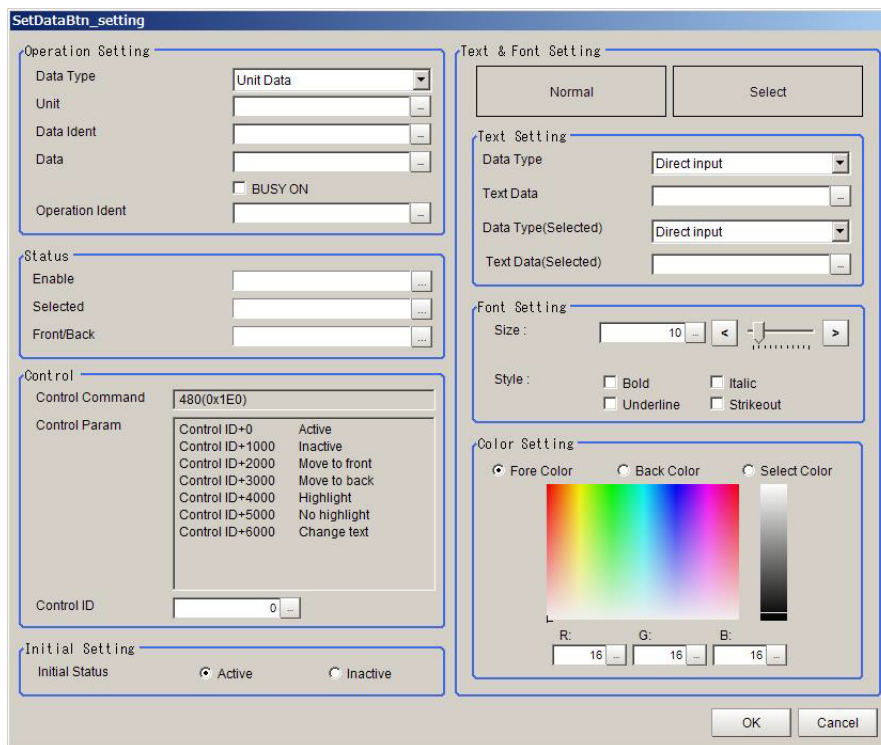 SetDataBtn_setting
Operation Setting
Data Type
Unit Data
Unit
...
Data Ident
...
Data
...
BUSY ON
Operation Ident
...
Status
Enable
...
Selected
...
Front/Back
...
Control
Control Command
480(0x1E0)
Control Param
Control ID+0 Active
Control ID+1000 Inactive
Control ID+2000 Move to front
Control ID+3000 Move to back
Control ID+4000 Highlight
Control ID+5000 No highlight
Control ID+6000 Change text
Control ID
0 ...
Initial Setting
Initial Status
Active
Inactive
Text & Font Setting
Normal
Select
Text Setting
Data Type
Direct input
Text Data
...
Data Type(Selected)
Direct input
Text Data(Selected)
...
Font Setting
Size :
10 ...
<
>
Style :
Bold
Italic
Underline
Strikeout
Color Setting
Fore Color
Back Color
Select Color
R:
G:
B:
16 ...
16 ...
16 ...
OK
Cancel